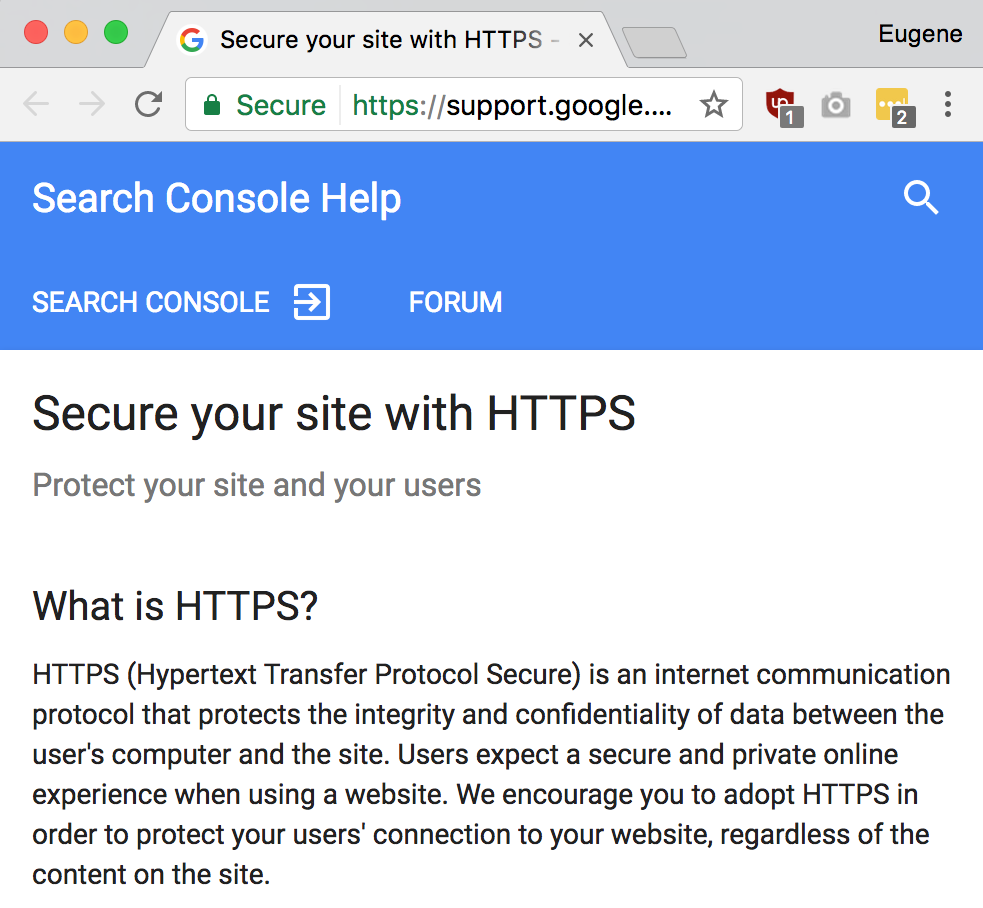 Secure your site with HTTPS -
Eugene
Secure https://support.google....
1
2
Search Console Help
SEARCH CONSOLE FORUM
Secure your site with HTTPS
Protect your site and your users
What is HTTPS?
HTTPS (Hypertext Transfer Protocol Secure) is an internet communication
protocol that protects the integrity and confidentiality of data between the
user's computer and the site. Users expect a secure and private online
experience when using a website. We encourage you to adopt HTTPS in
order to protect your users' connection to your website, regardless of the
content on the site.